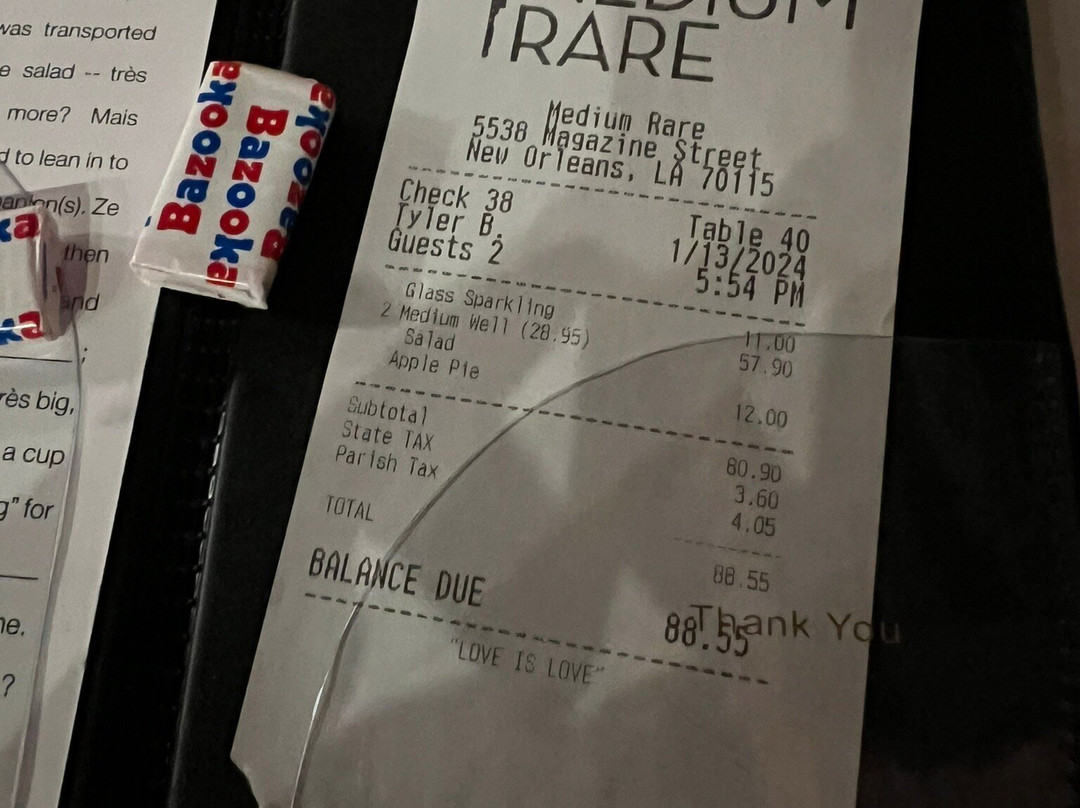 was transported
e salad -- très
more? Mais
d to lean in to
anion(s). Ze
then
and
;
rès big,
a cup
g" for
ne.
?
Bazooka
Bazooka
Bazooka
MEDIUM
RARE
Medium Rare
5538 Magazine Street
New Orleans, LA 70115
Check 38 Table 40
Tyler B. 1/13/2024
Guests 2 5:54 PM
Glass Sparkling 11.00
2 Medium Well (28.95) 57.90
Salad
Apple Pie 12.00
Subtotal 80.90
State TAX 3.60
Parish Tax 4.05
TOTAL 88.55
BALANCE DUE 88.55
Thank You
"LOVE IS LOVE"